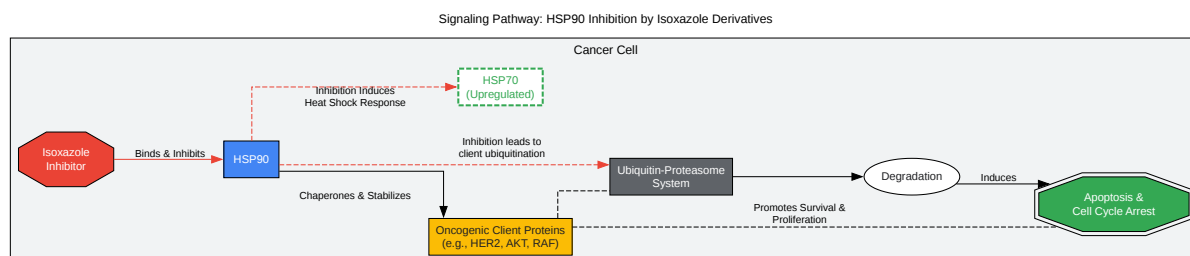 Signaling Pathway: HSP90 Inhibition by Isoxazole Derivatives
Cancer Cell
HSP70
(Upregulated)
Inhibition Induces
Heat Shock Response
Isoxazole
Inhibitor
Binds & Inhibits
HSP90
Inhibition leads to
client ubiquitination
Ubiquitin-Proteasome
System
Degradation
Induces
Apoptosis &
Cell Cycle Arrest
Chaperones & Stabilizes
Promotes Survival &
Proliferation
Oncogenic Client Proteins
(e.g., HER2, AKT, RAF)